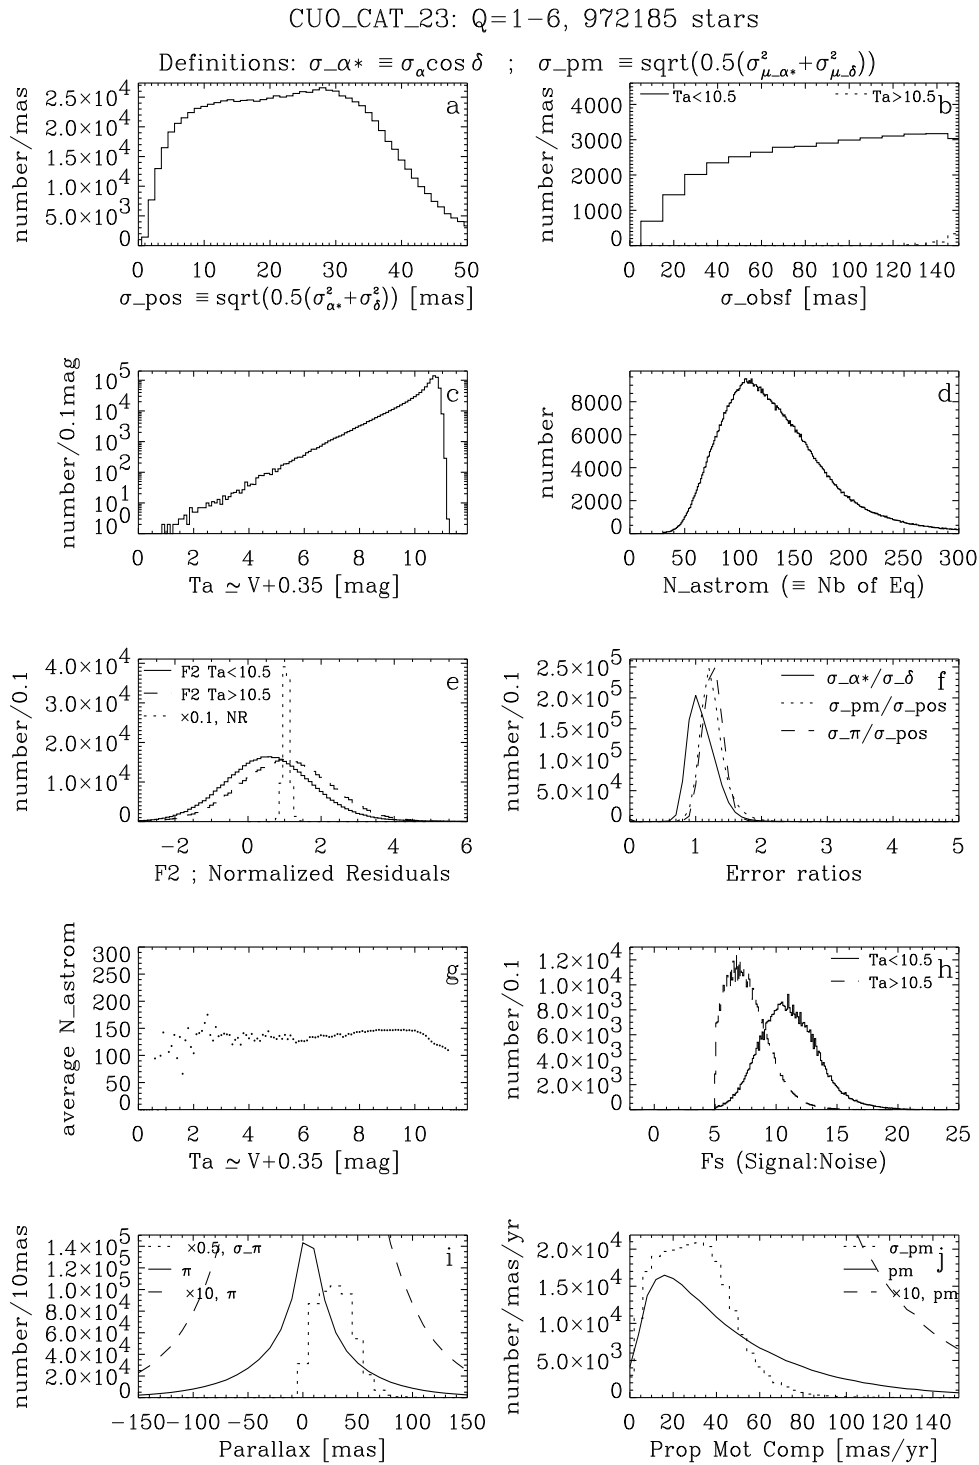 CUO_CAT_23: Q=1−6, 972185 stars
Definitions: σ_α* ≡ σ_α cos δ ; σ_pm ≡ sqrt(0.5(σ²_μ_α*+σ²_μ_δ))
number/mas
2.5×10⁴
2.0×10⁴
1.5×10⁴
1.0×10⁴
5.0×10³
0
a
0 10 20 30 40 50
σ_pos ≡ sqrt(0.5(σ²_α*+σ²_δ)) [mas]
number/mas
4000
3000
2000
1000
0
Ta<10.5
Ta>10.5
b
0 20 40 60 80 100 120 140
σ_obsf [mas]
number/0.1mag
10⁵
10⁴
10³
10²
10¹
10⁰
c
0 2 4 6 8 10
Ta ≃ V+0.35 [mag]
number
8000
6000
4000
2000
0
d
0 50 100 150 200 250 300
N_astrom (≡ Nb of Eq)
number/0.1
4.0×10⁴
3.0×10⁴
2.0×10⁴
1.0×10⁴
0
F2 Ta<10.5
F2 Ta>10.5
×0.1, NR
e
−2 0 2 4 6
F2 ; Normalized Residuals
number/0.1
2.5×10⁵
2.0×10⁵
1.5×10⁵
1.0×10⁵
5.0×10⁴
0
σ_α*/σ_δ
σ_pm/σ_pos
σ_π/σ_pos
f
0 1 2 3 4 5
Error ratios
average N_astrom
300
250
200
150
100
50
0
g
0 2 4 6 8 10
Ta ≃ V+0.35 [mag]
number/0.1
1.2×10⁴
1.0×10⁴
8.0×10³
6.0×10³
4.0×10³
2.0×10³
0
Ta<10.5
Ta>10.5
h
0 5 10 15 20 25
Fs (Signal:Noise)
number/10mas
1.4×10⁵
1.2×10⁵
1.0×10⁵
8.0×10⁴
6.0×10⁴
4.0×10⁴
2.0×10⁴
0
×0.5, σ_π
π
×10, π
i
−150 −100 −50 0 50 100 150
Parallax [mas]
number/mas/yr
2.0×10⁴
1.5×10⁴
1.0×10⁴
5.0×10³
0
σ_pm
pm
×10, pm
j
0 20 40 60 80 100 120 140
Prop Mot Comp [mas/yr]